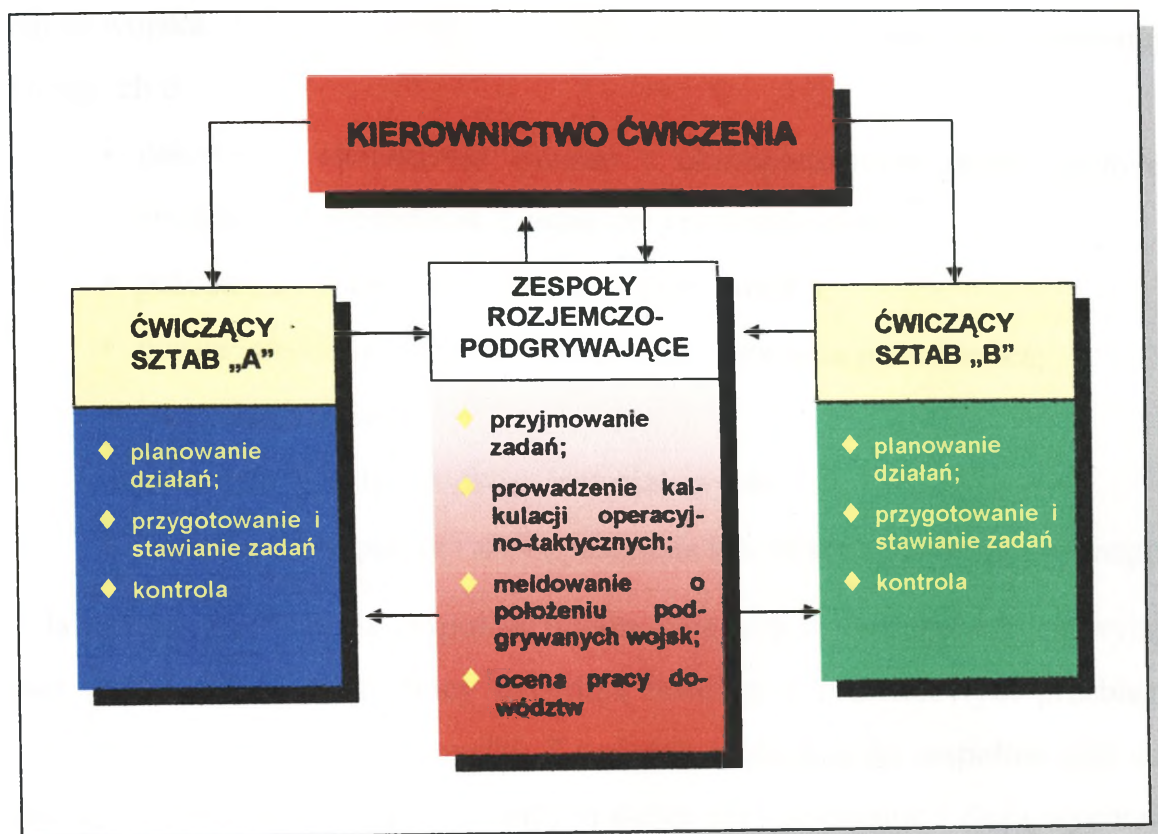 KIEROWNICTWO ĆWICZENIA
ĆWICZĄCY
SZTAB „A”
planowanie
działań;
przygotowanie i
stawianie zadań
kontrola
ZESPOŁY
ROZJEMCZO-
PODGRYWAJĄCE
przyjmowanie
zadań;
prowadzenie kal-
kulacji operacyj-
no-taktycznych;
meldowanie o
położeniu pod-
grywanych wojsk;
ocena pracy do-
wództw
ĆWICZĄCY
SZTAB „B”
planowanie
działań;
przygotowanie i
stawianie zadań
kontrola